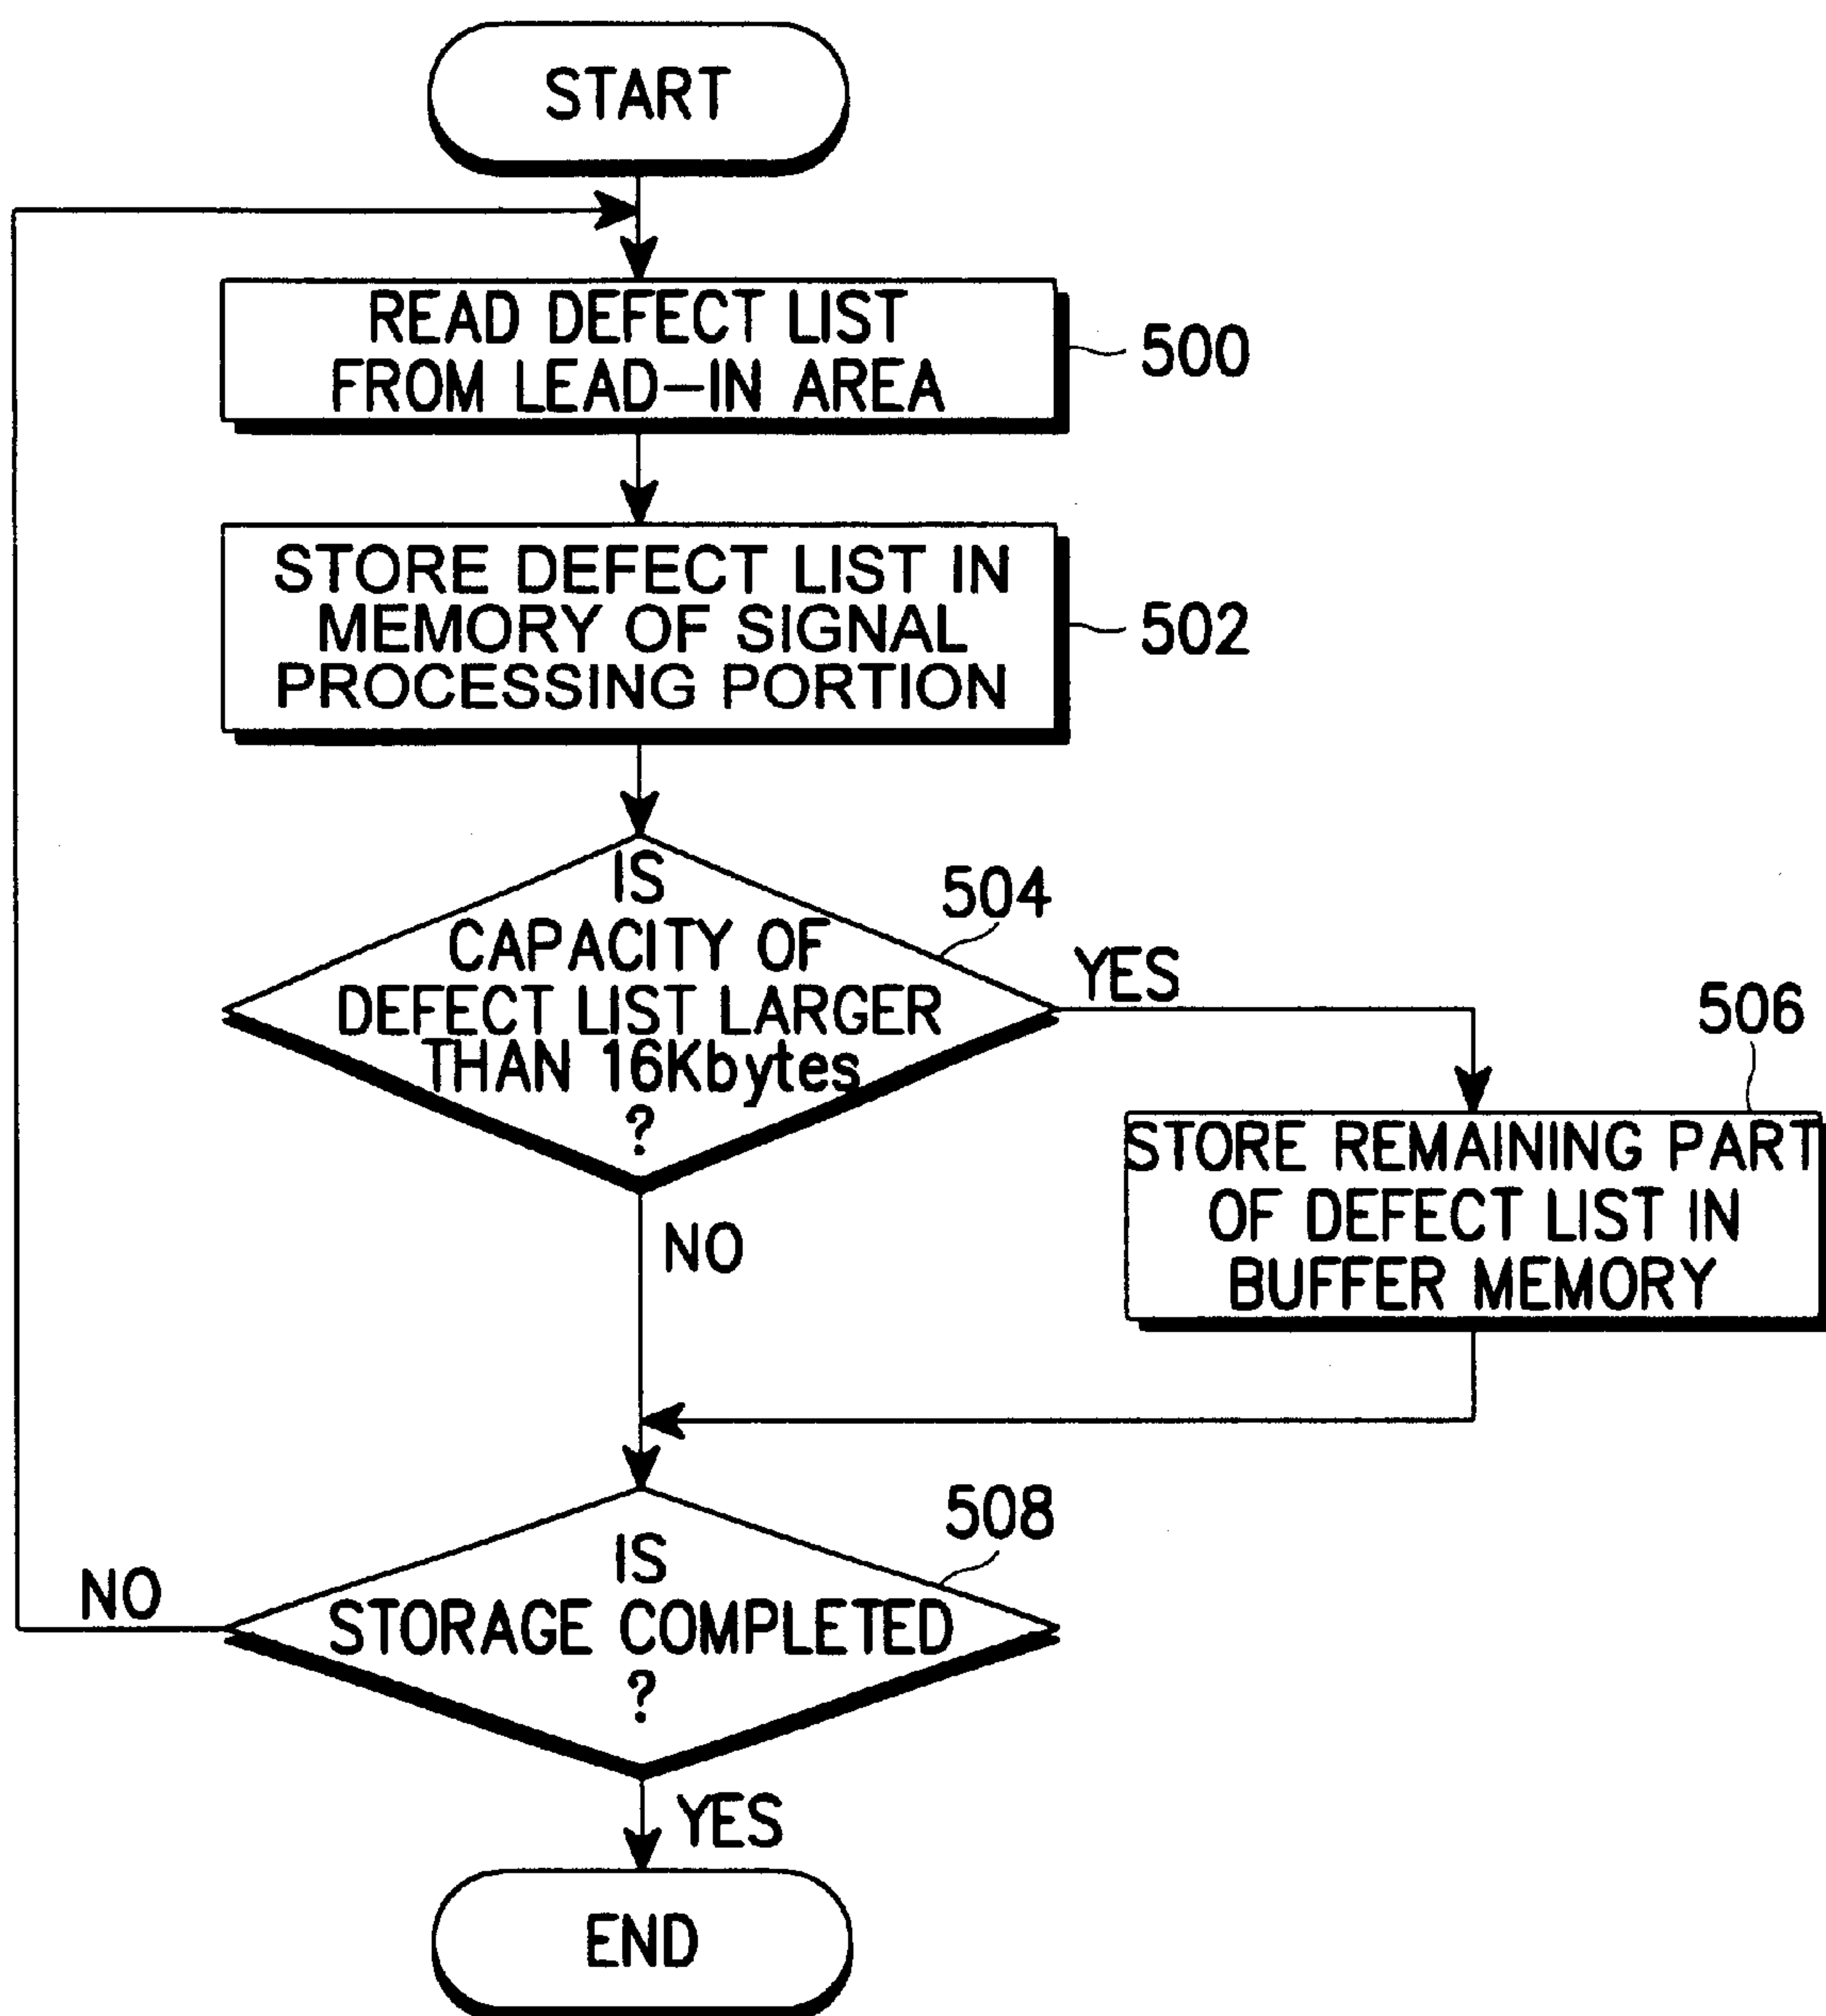 START
READ DEFECT LIST
FROM LEAD-IN AREA
500
STORE DEFECT LIST IN
MEMORY OF SIGNAL
PROCESSING PORTION
502
IS
CAPACITY OF
DEFECT LIST LARGER
THAN 16Kbytes
?
504
YES
506
STORE REMAINING PART
OF DEFECT LIST IN
BUFFER MEMORY
NO
508
IS
STORAGE COMPLETED
?
NO
YES
END